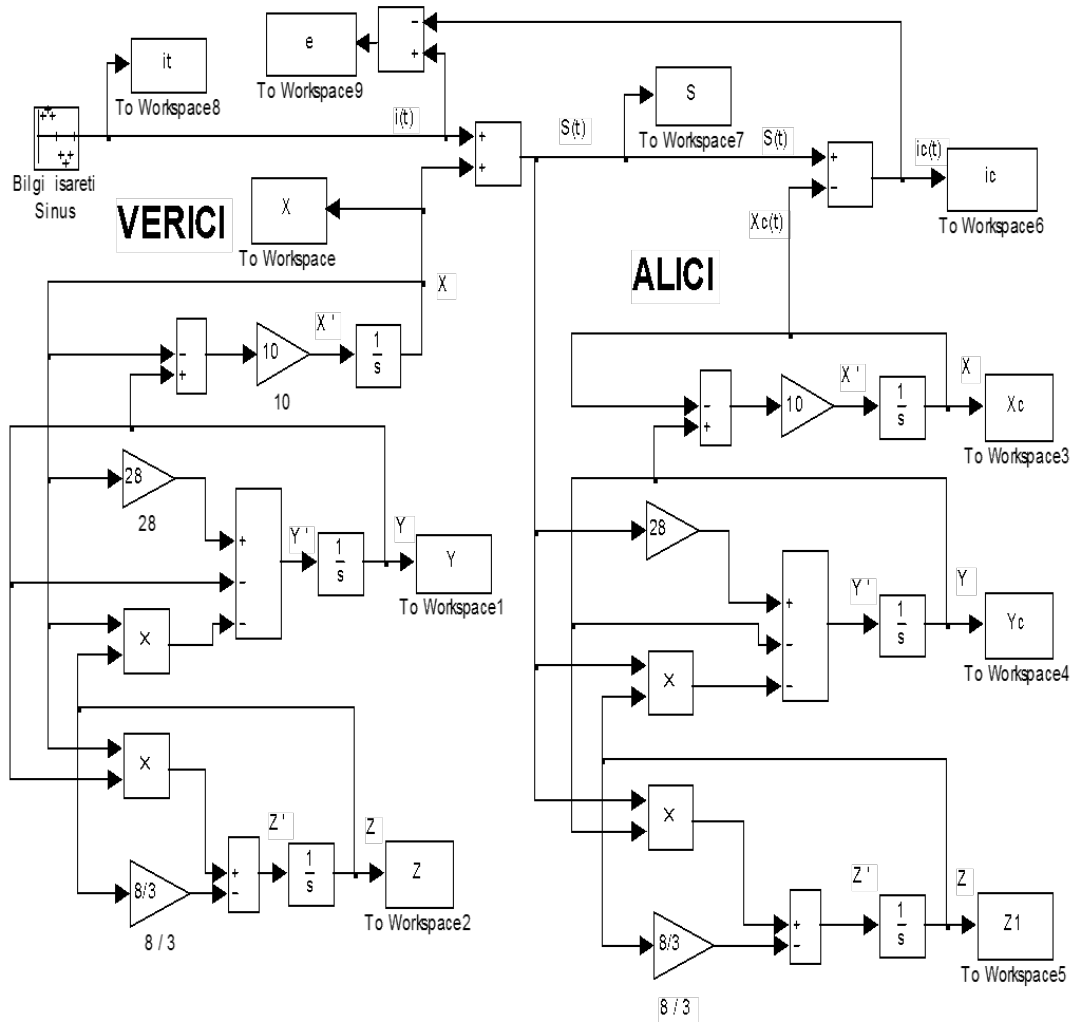 e
To Workspace9
it
To Workspace8
i(t)
S
To Workspace7
S(t)
S(t)
ic(t)
ic
To Workspace6
Bilgi isareti
Sinus
VERICI
X
To Workspace
Xc(t)
ALICI
X
10
X '
1
s
10
X '
10
1
s
X
Xc
To Workspace3
28
28
Y '
1
s
Y
Y
To Workspace1
28
Y '
1
s
Y
Yc
To Workspace4
X
X
X
X
Z '
1
s
Z
Z
To Workspace2
8/3
8 / 3
Z '
1
s
Z
Z1
To Workspace5
8/3
8 / 3